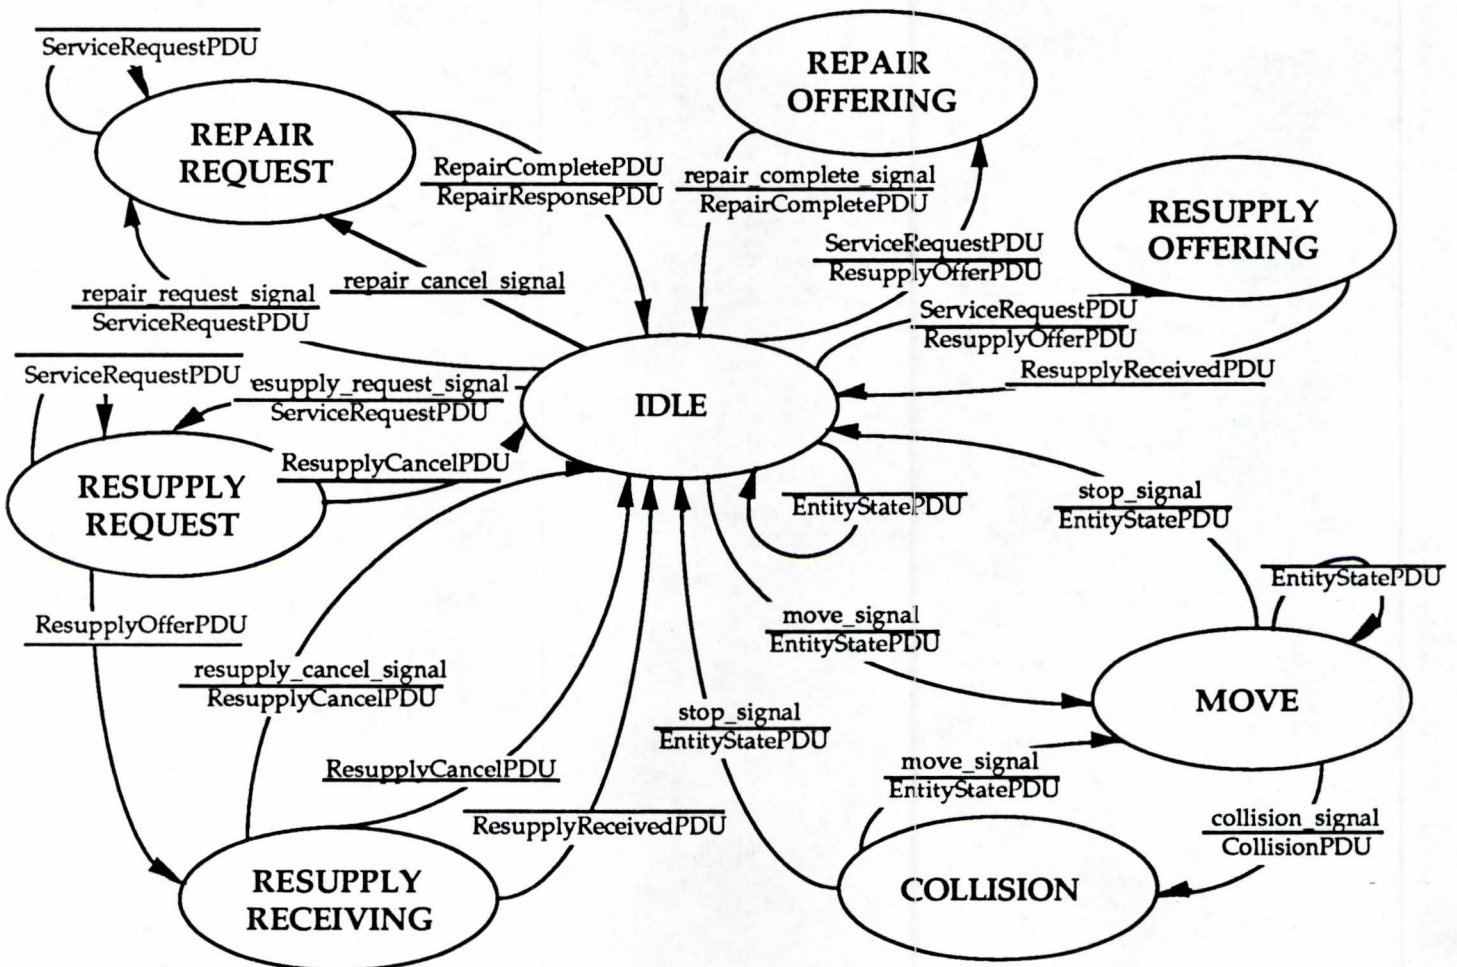 ServiceRequestPDU
REPAIR
REQUEST
REPAIR
OFFERING
RepairCompletePDU
RepairResponsePDU
repair_complete_signal
RepairCompletePDU
RESUPPLY
OFFERING
ServiceRequestPDU
ResupplyOfferPDU
repair_request_signal
ServiceRequestPDU
repair_cancel_signal
ServiceRequestPDU
ResupplyOfferPDU
ResupplyReceivedPDU
ServiceRequestPDU
esupply_request_signal
ServiceRequestPDU
IDLE
ResupplyCancelPDU
RESUPPLY
REQUEST
EntityStatePDU
stop_signal
EntityStatePDU
EntityStatePDU
ResupplyOfferPDU
move_signal
EntityStatePDU
resupply_cancel_signal
ResupplyCancelPDU
MOVE
stop_signal
EntityStatePDU
ResupplyCancelPDU
move_signal
EntityStatePDU
ResupplyReceivedPDU
collision_signal
CollisionPDU
RESUPPLY
RECEIVING
COLLISION